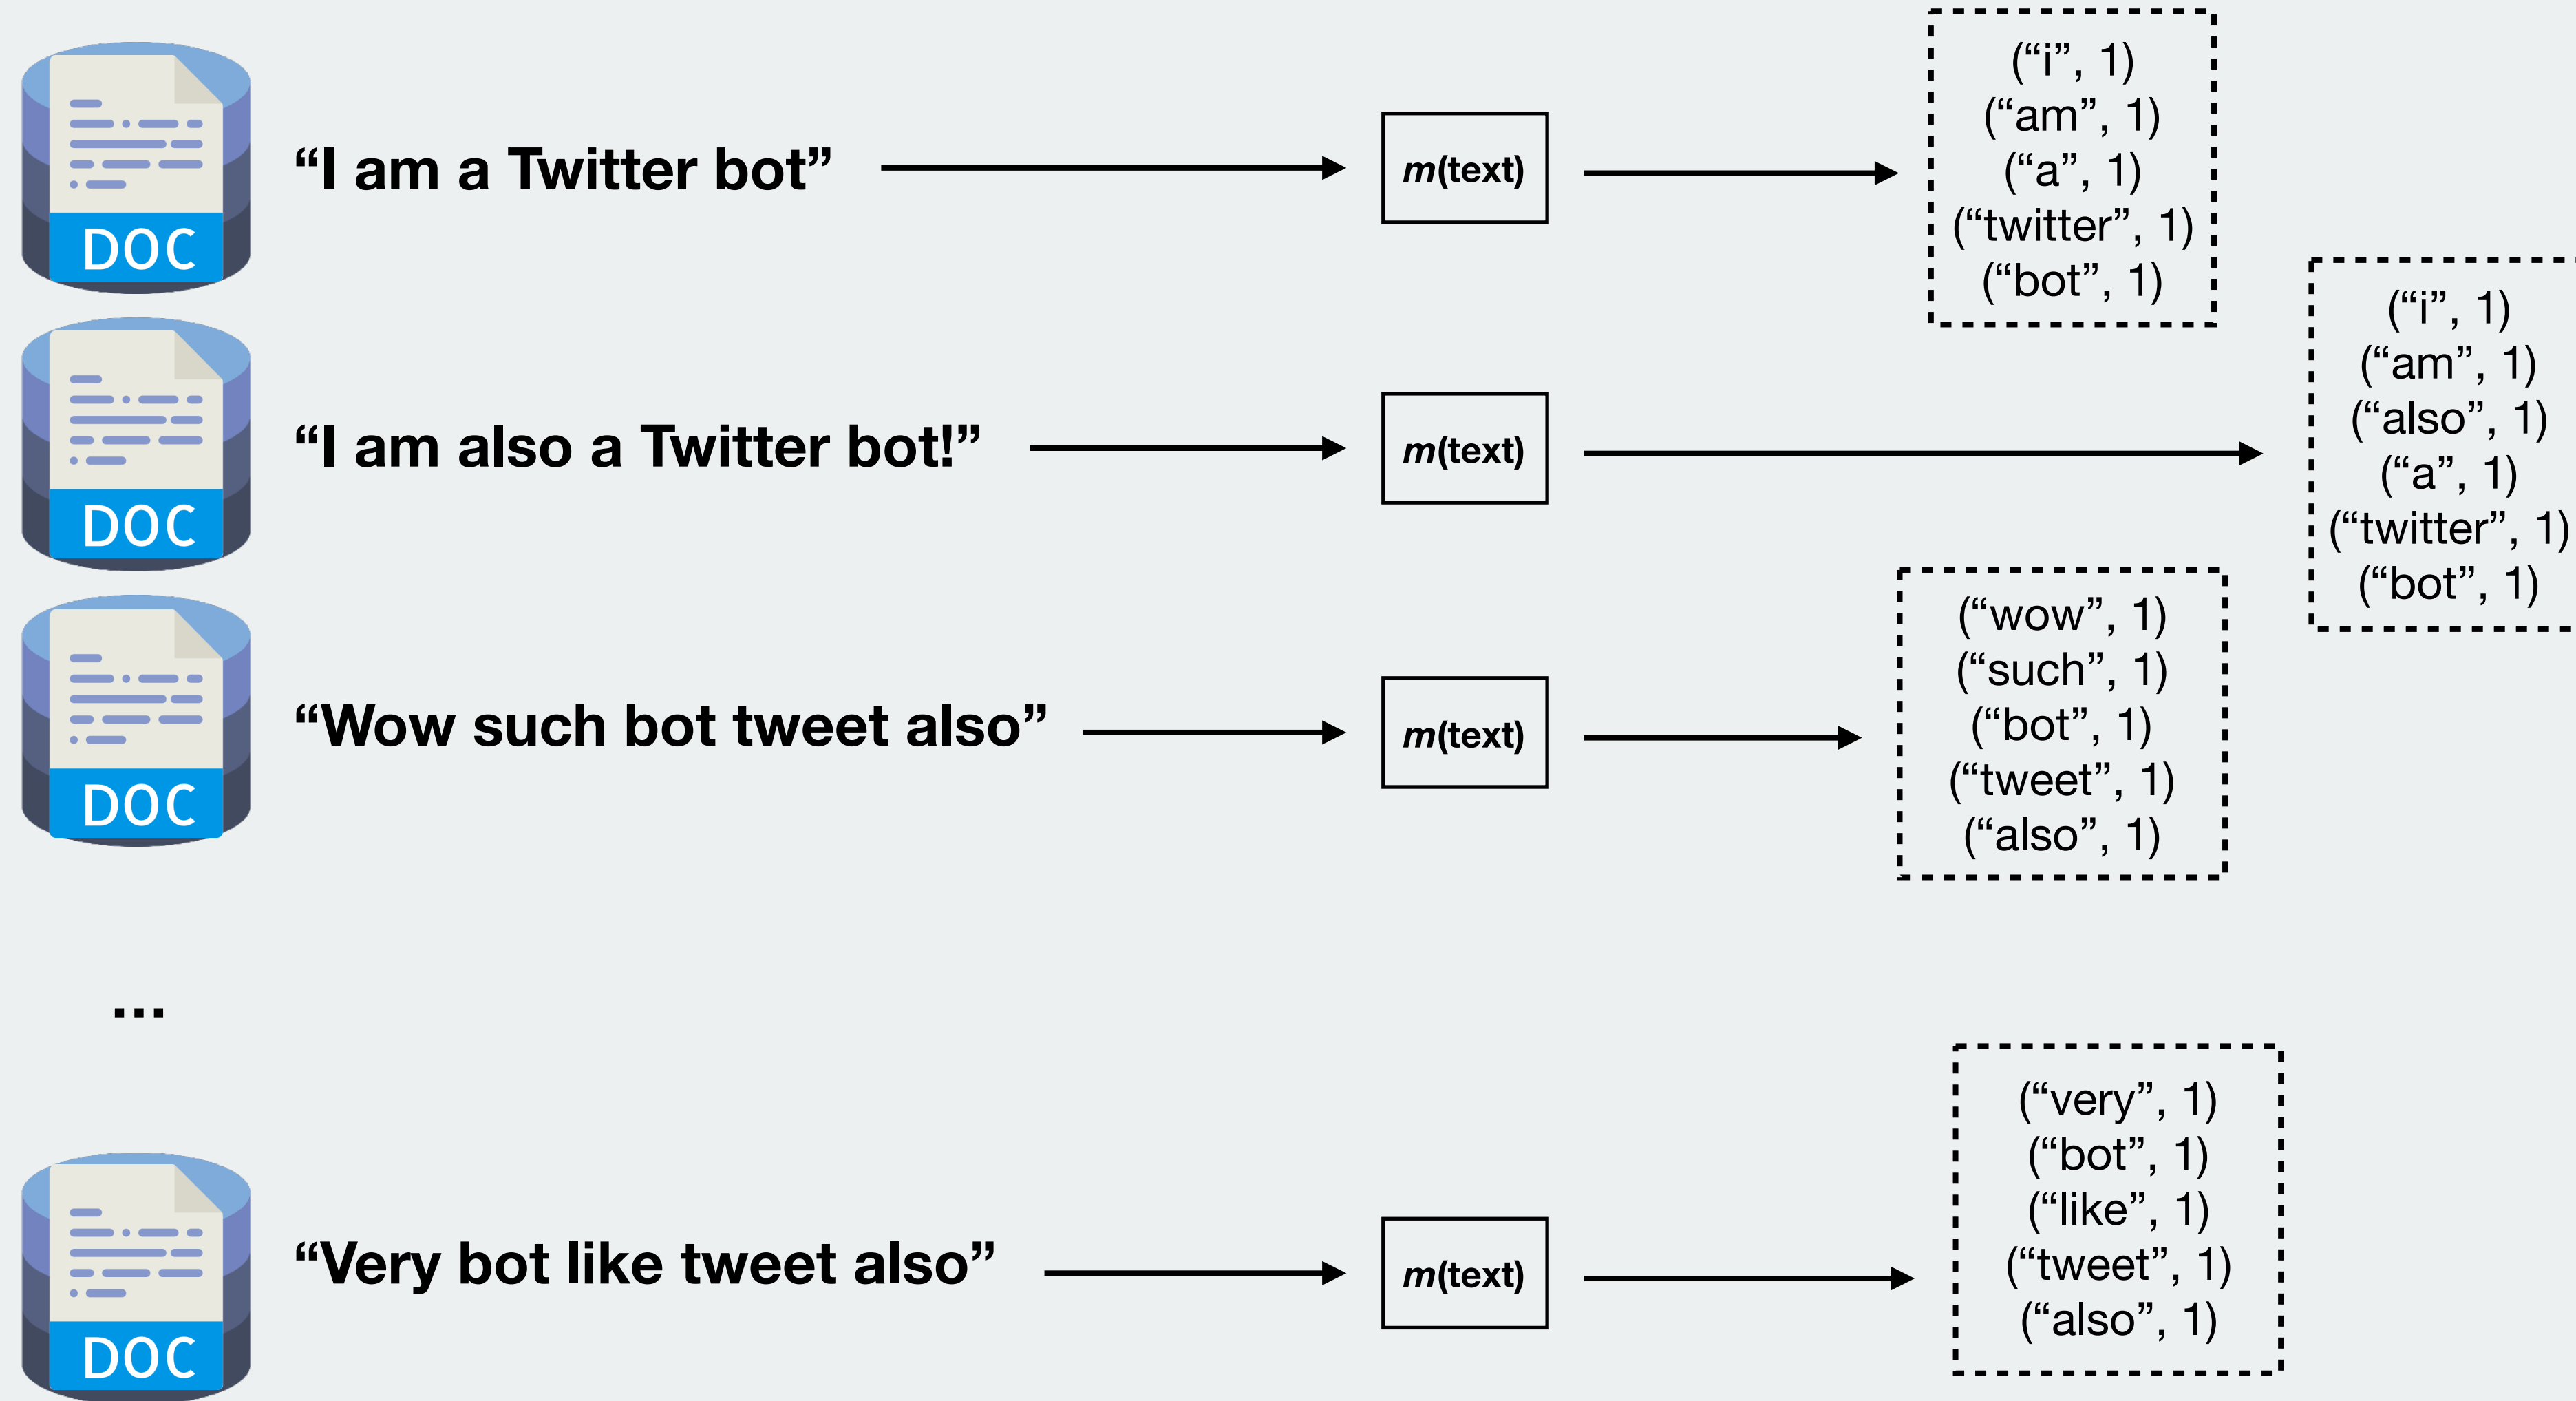 DOC
“I am a Twitter bot”
m(text)
(“i”, 1)
(“am”, 1)
(“a”, 1)
(“twitter”, 1)
(“bot”, 1)
DOC
“I am also a Twitter bot!”
m(text)
(“i”, 1)
(“am”, 1)
(“also”, 1)
(“a”, 1)
(“twitter”, 1)
(“bot”, 1)
DOC
“Wow such bot tweet also”
m(text)
(“wow”, 1)
(“such”, 1)
(“bot”, 1)
(“tweet”, 1)
(“also”, 1)
...
DOC
“Very bot like tweet also”
m(text)
(“very”, 1)
(“bot”, 1)
(“like”, 1)
(“tweet”, 1)
(“also”, 1)